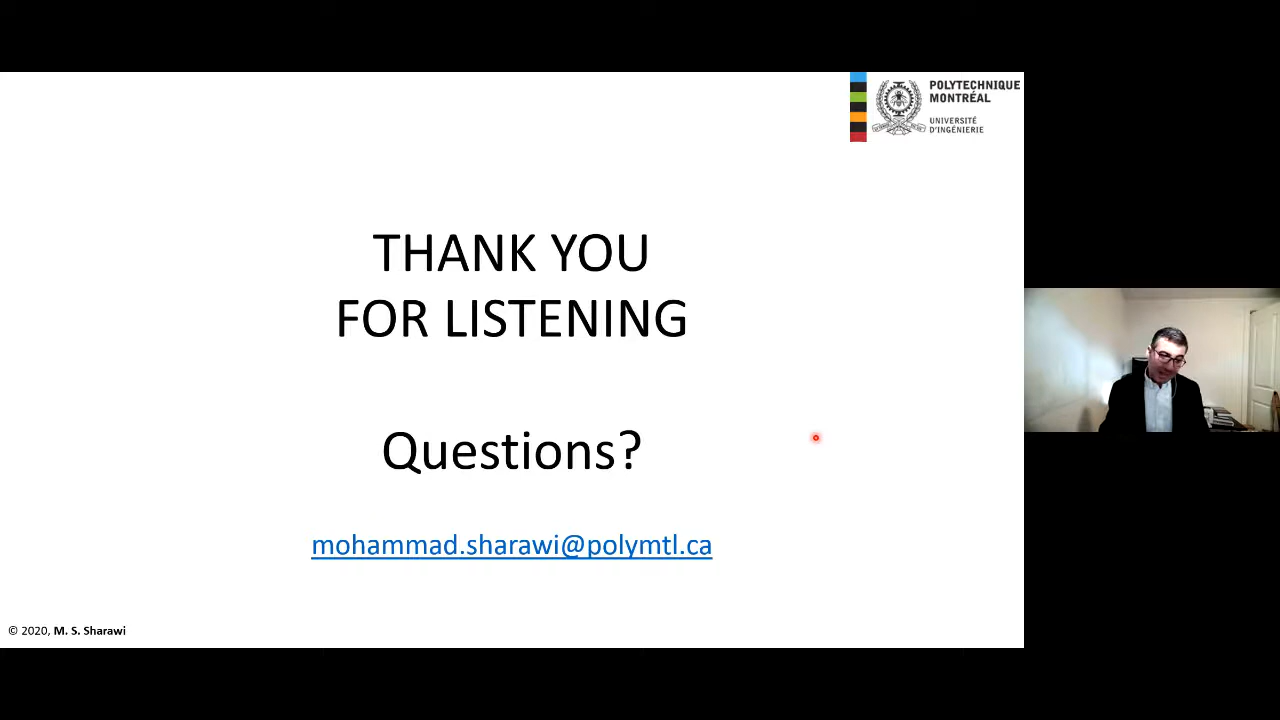 POLYTECHNIQUE
MONTRÉAL
UNIVERSITÉ
D'INGÉNIERIE
THANK YOU
FOR LISTENING
Questions?
mohammad.sharawi@polymtl.ca
© 2020, M. S. Sharawi